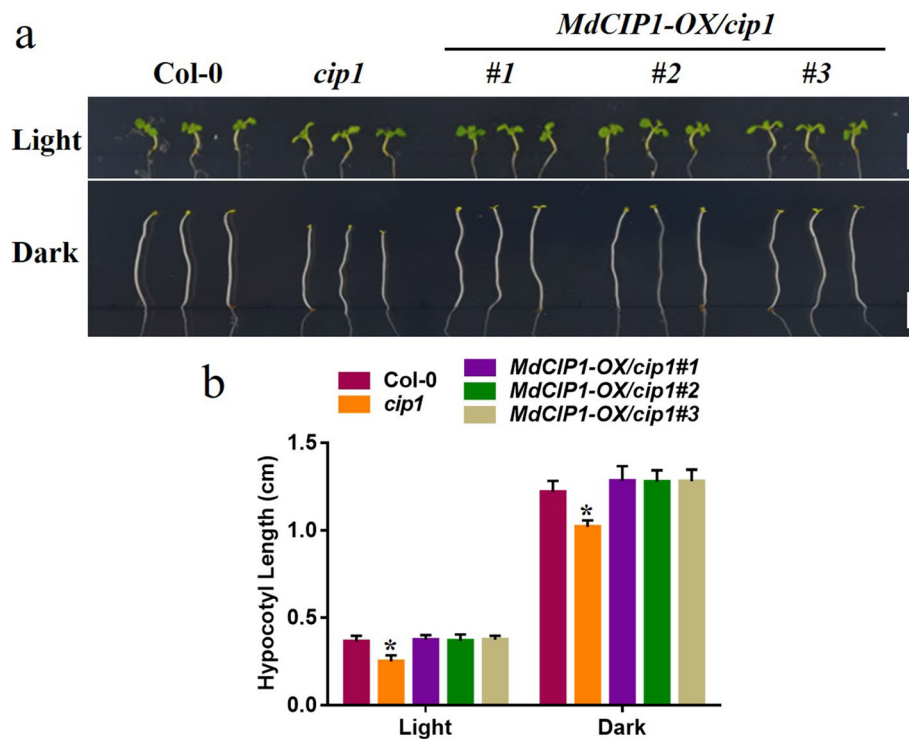 a
MdCIP1-OX/cip1
Col-0 cip1 #1 #2 #3
Light
Dark
b
Col-0
cip1
MdCIP1-OX/cip1#1
MdCIP1-OX/cip1#2
MdCIP1-OX/cip1#3
Hypocotyl Length (cm)
1.5
1.0
0.5
0.0
*
*
Light Dark